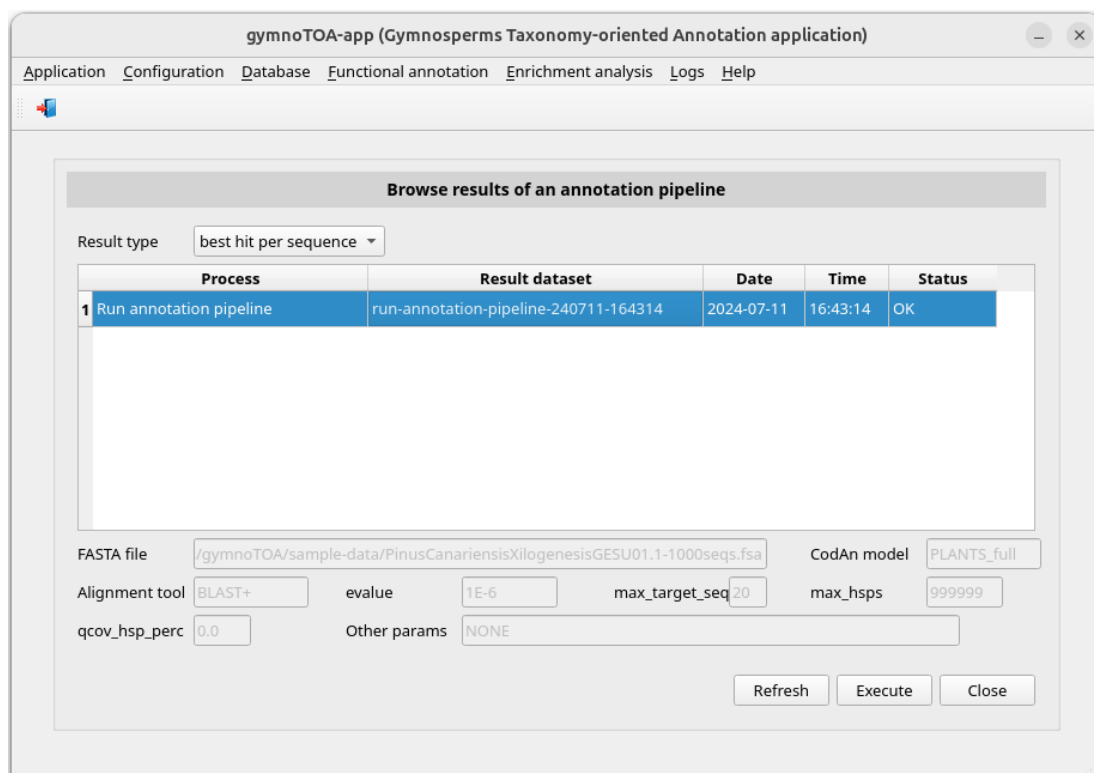 gymnoTOA-app (Gymnosperms Taxonomy-oriented Annotation application)
Application Configuration Database Functional annotation Enrichment analysis Logs Help
Browse results of an annotation pipeline
Result type best hit per sequence
Process Result dataset Date Time Status
1 Run annotation pipeline run-annotation-pipeline-240711-164314 2024-07-11 16:43:14 OK
FASTA file /gymnoTOA/sample-data/PinusCanariensisXilogenesisGESU01.1-1000seqs.fsa CodAn model PLANTS_full
Alignment tool BLAST+ evalue 1E-6 max_target_seq 20 max_hsps 999999
qcov_hsp_perc 0.0 Other params NONE
Refresh Execute Close